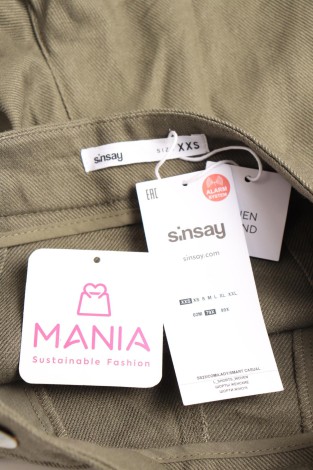 sinsay SIZE XXS
ALARM
SYSTEM
EAC
sinsay
sinsay.com
MEN
ND
XXS XS S M L XL XXL
MANIA
Sustainable Fashion